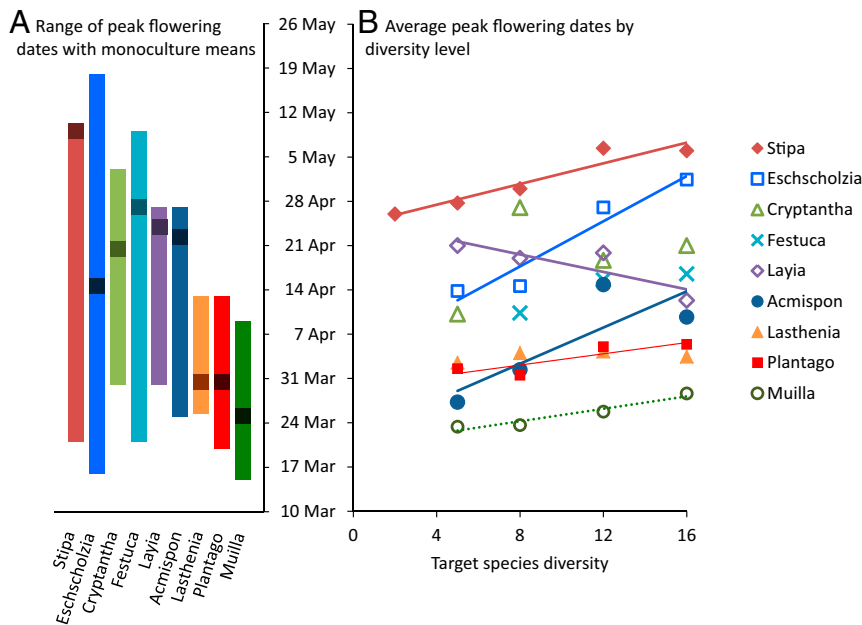 A Range of peak flowering
dates with monoculture means
B Average peak flowering dates by
diversity level
26 May
19 May
12 May
5 May
28 Apr
21 Apr
14 Apr
7 Apr
31 Mar
24 Mar
17 Mar
10 Mar
Stipa
Eschscholzia
Cryptantha
Festuca
Layia
Acmispon
Lasthenia
Plantago
Muilla
0
4
8
12
16
Target species diversity
Stipa
Eschscholzia
Cryptantha
Festuca
Layia
Acmispon
Lasthenia
Plantago
Muilla